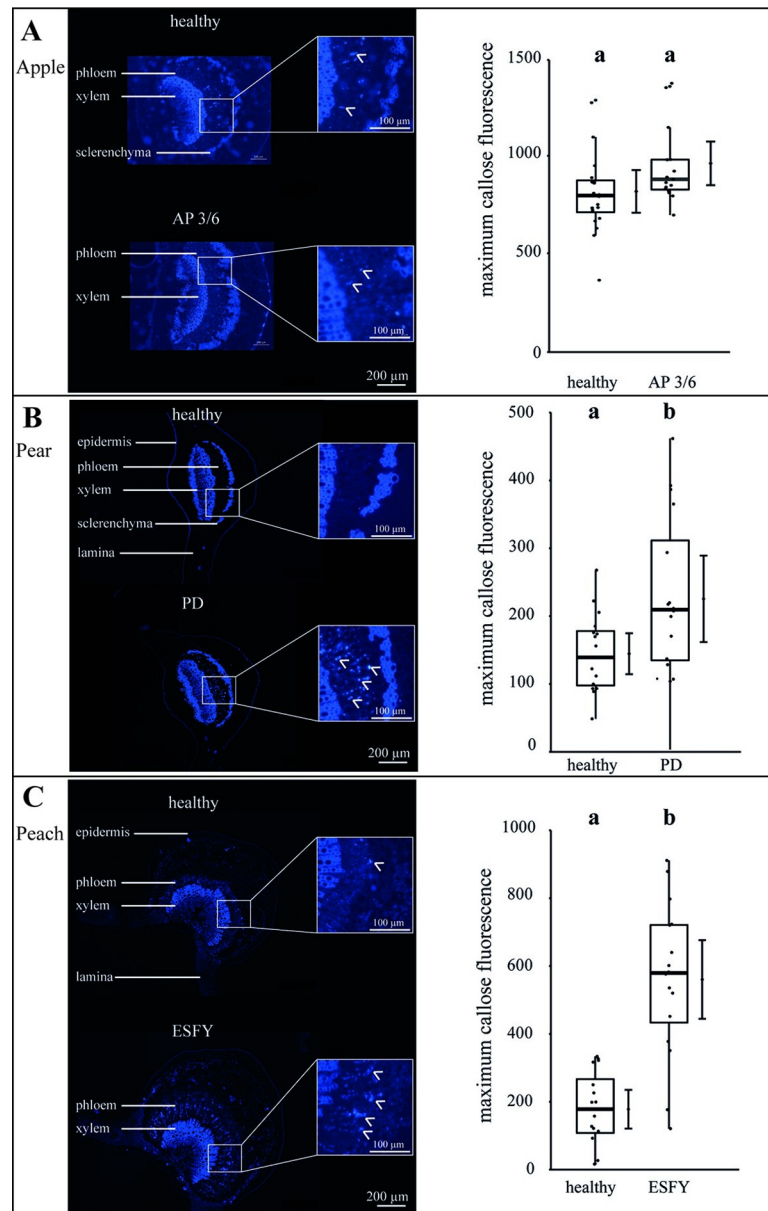 A
Apple
healthy
phloem
xylem
sclerenchyma
100 µm
AP 3/6
phloem
xylem
100 µm
200 µm
maximum callose fluorescence
1500
1000
500
0
a a
healthy AP 3/6
B
Pear
healthy
epidermis
phloem
xylem
sclerenchyma
lamina
100 µm
PD
100 µm
200 µm
maximum callose fluorescence
500
400
300
200
100
0
a b
healthy PD
C
Peach
healthy
epidermis
phloem
xylem
lamina
100 µm
ESFY
phloem
xylem
100 µm
200 µm
maximum callose fluorescence
1000
800
600
400
200
0
a b
healthy ESFY